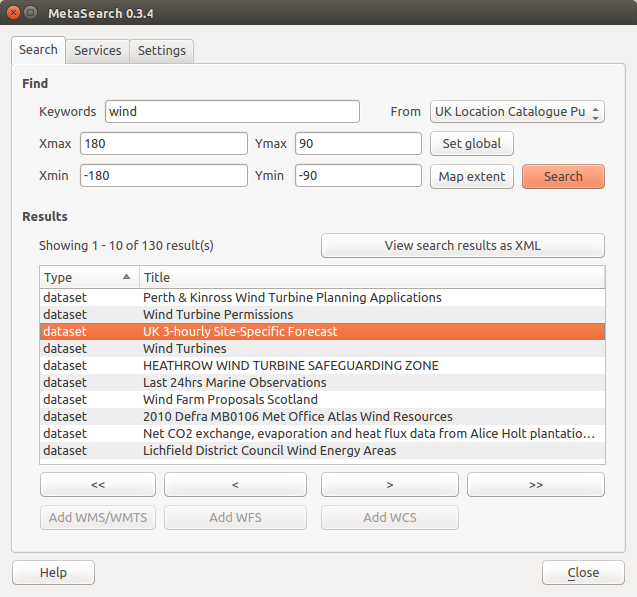 MetaSearch 0.3.4
Search Services Settings
Find
Keywords wind From UK Location Catalogue Pu
Xmax 180 Ymax 90 Set global
Xmin -180 Ymin -90 Map extent Search
Results
Showing 1 - 10 of 130 result(s) View search results as XML
Type Title
dataset Perth & Kinross Wind Turbine Planning Applications
dataset Wind Turbine Permissions
dataset UK 3-hourly Site-Specific Forecast
dataset Wind Turbines
dataset HEATHROW WIND TURBINE SAFEGUARDING ZONE
dataset Last 24hrs Marine Observations
dataset Wind Farm Proposals Scotland
dataset 2010 Defra MB0106 Met Office Atlas Wind Resources
dataset Net CO2 exchange, evaporation and heat flux data from Alice Holt plantatio...
dataset Lichfield District Council Wind Energy Areas
<< < > >>
Add WMS/WMTS Add WFS Add WCS
Help Close